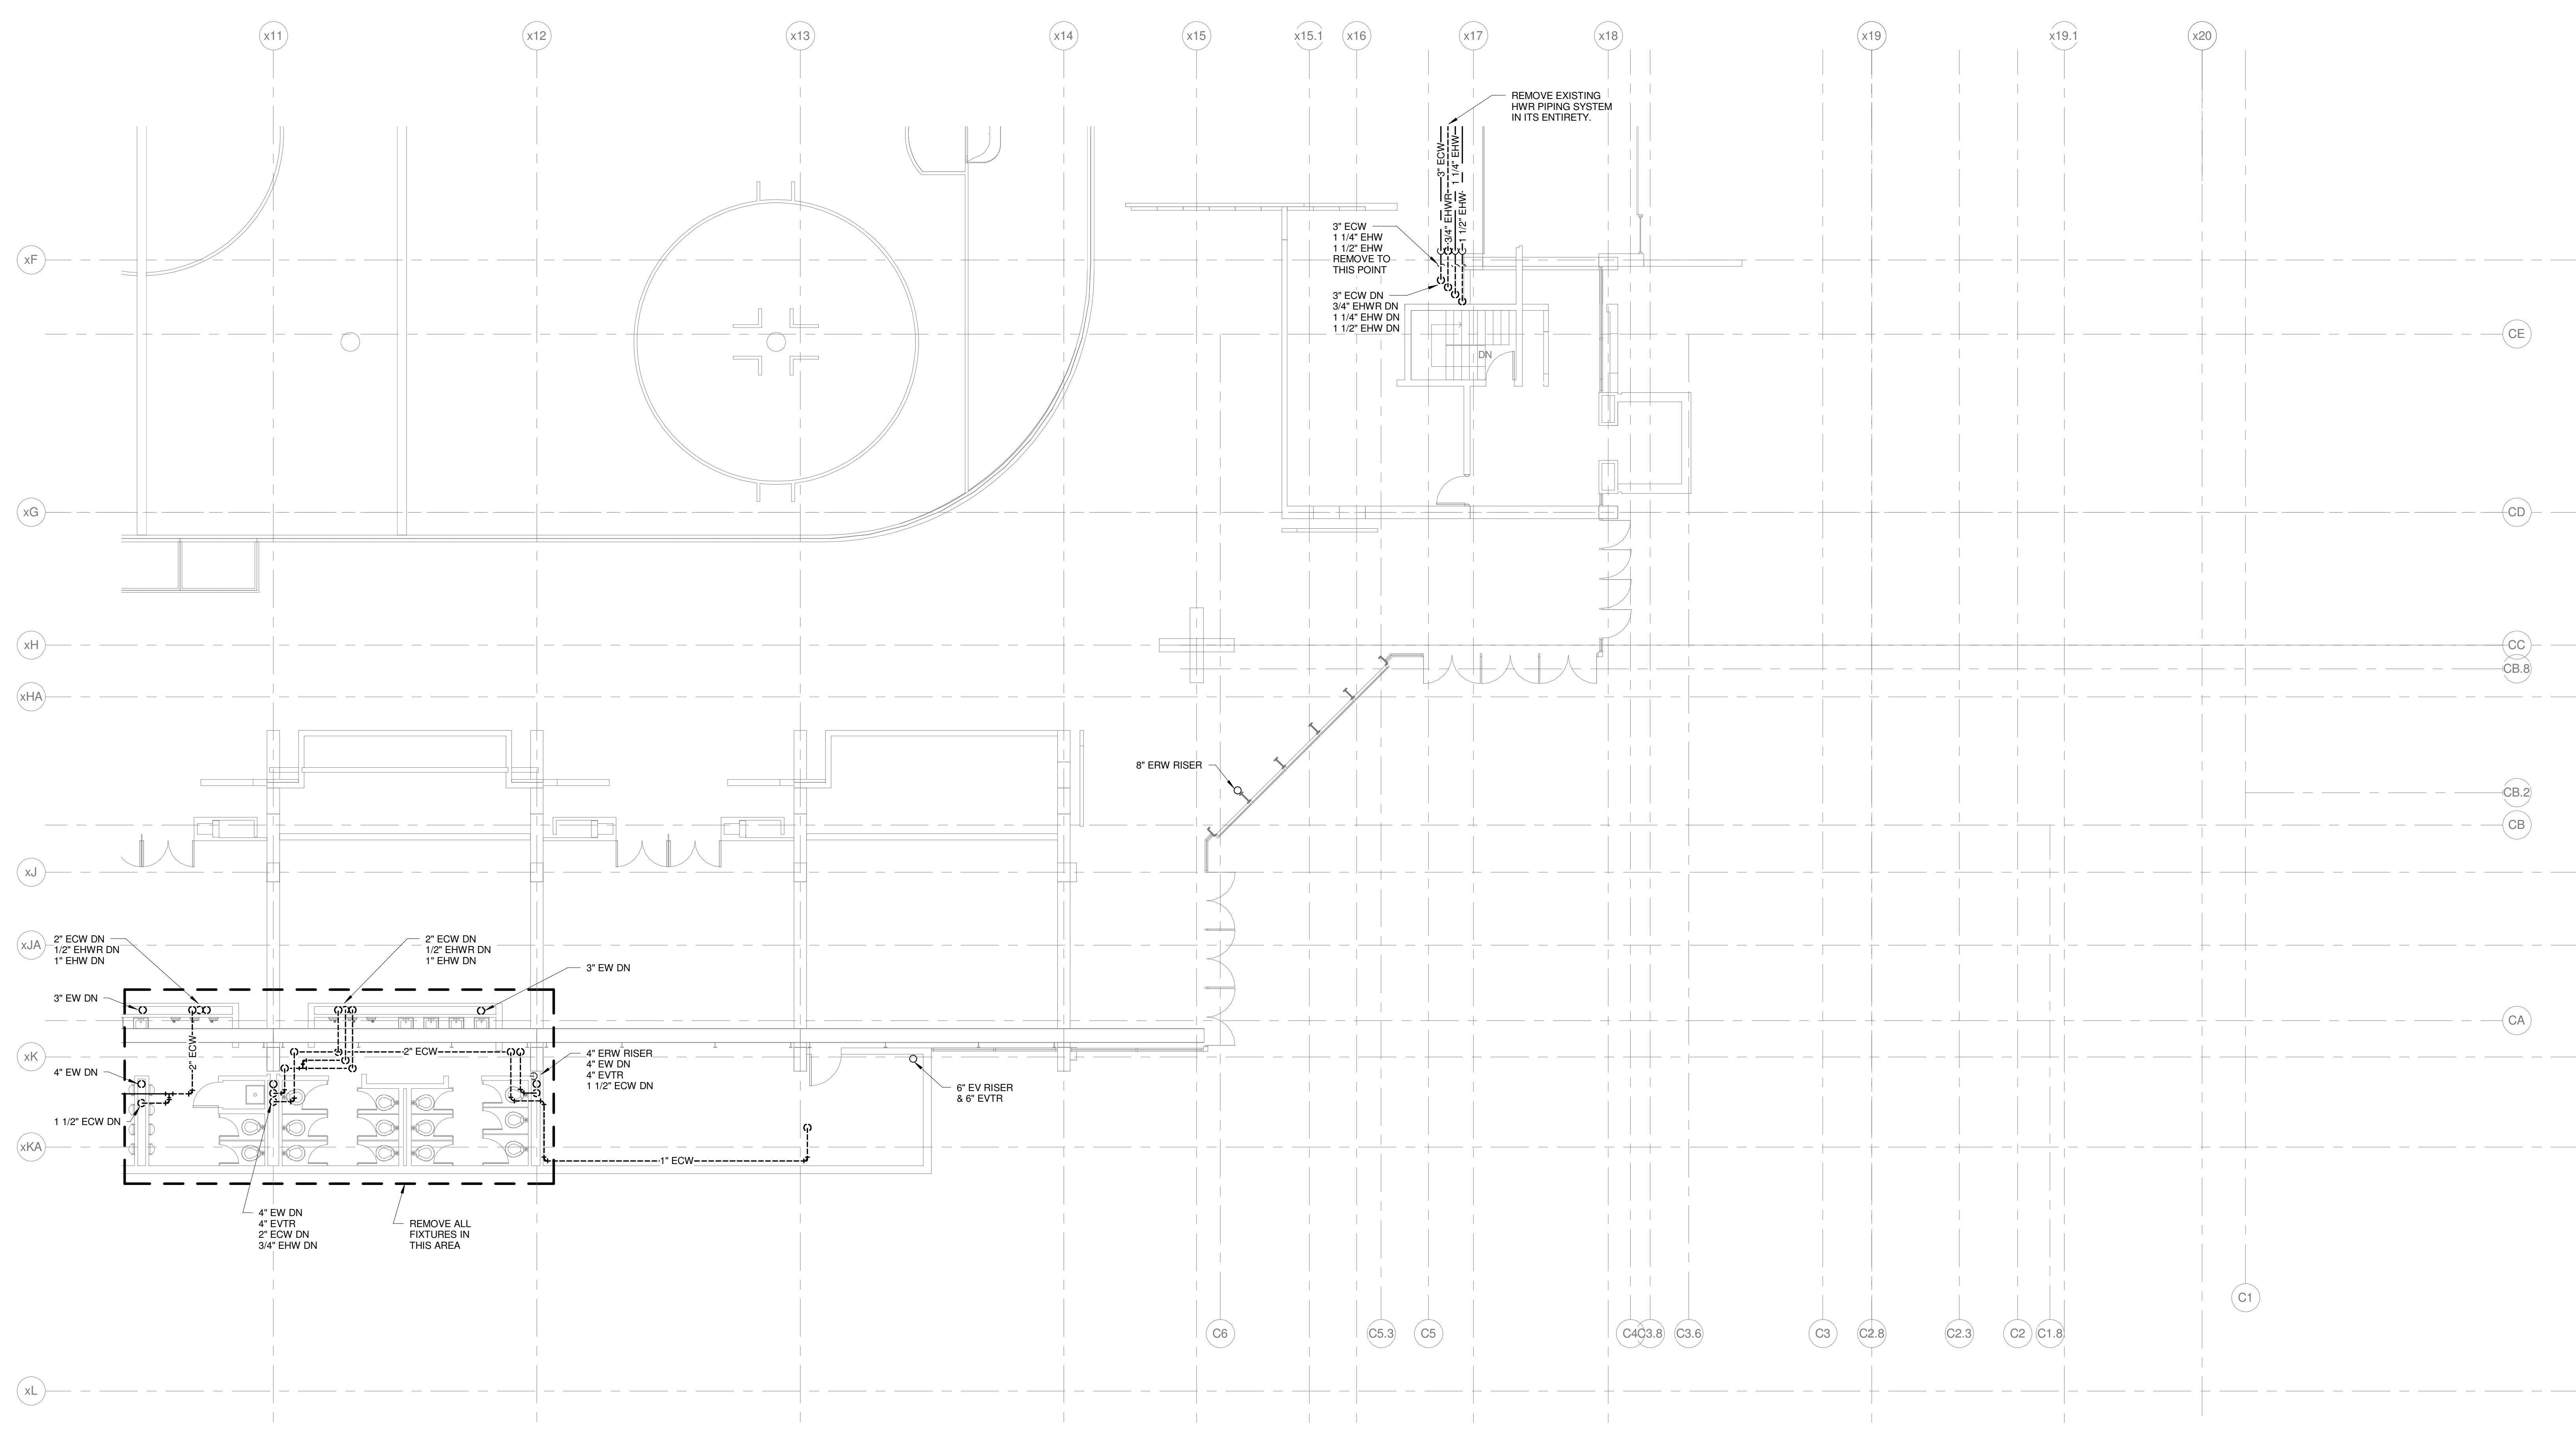 x11
x12
x13
x14
x15
x15.1
x16
x17
x18
x19
x19.1
x20
REMOVE EXISTING
HWR PIPING SYSTEM
IN ITS ENTIRETY.
3" ECW
1 1/4" EHW
3/4" EHWR
1 1/2" EHW
3" ECW
1 1/4" EHW
1 1/2" EHW
REMOVE TO
THIS POINT
xF
3" ECW DN
3/4" EHWR DN
1 1/4" EHW DN
1 1/2" EHW DN
CE
DN
xG
CD
xH
CC
CB.8
xHA
8" ERW RISER
CB.2
CB
xJ
xJA
2" ECW DN
1/2" EHWR DN
1" EHW DN
2" ECW DN
1/2" EHWR DN
1" EHW DN
3" EW DN
3" EW DN
CA
2" ECW
2" ECW
xK
4" ERW RISER
4" EW DN
4" EVTR
1 1/2" ECW DN
4" EW DN
6" EV RISER
& 6" EVTR
1 1/2" ECW DN
xKA
1" ECW
4" EW DN
4" EVTR
2" ECW DN
3/4" EHW DN
REMOVE ALL
FIXTURES IN
THIS AREA
C1
C6
C5.3
C5
C4
C3.8
C3.6
C3
C2.8
C2.3
C2
C1.8
xL